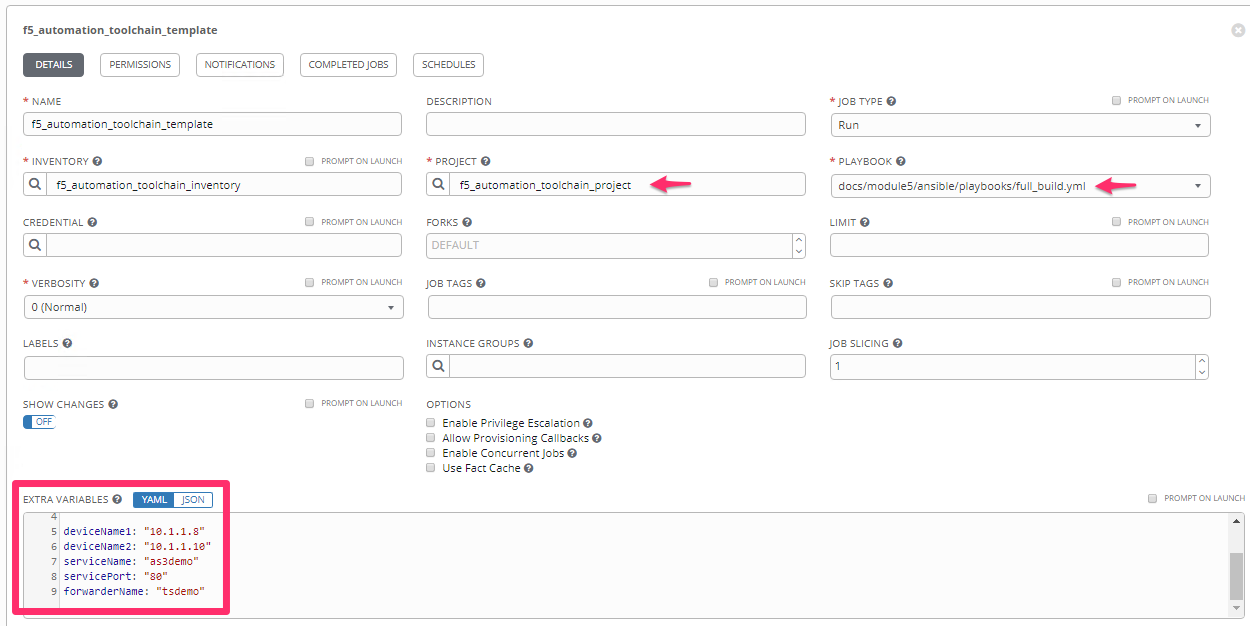 f5_automation_toolchain_template
DETAILS PERMISSIONS NOTIFICATIONS COMPLETED JOBS SCHEDULES
* NAME DESCRIPTION * JOB TYPE PROMPT ON LAUNCH
f5_automation_toolchain_template Run
* INVENTORY PROMPT ON LAUNCH * PROJECT * PLAYBOOK
f5_automation_toolchain_inventory f5_automation_toolchain_project docs/module5/ansible/playbooks/full_build.yml
CREDENTIAL PROMPT ON LAUNCH FORKS LIMIT PROMPT ON LAUNCH
DEFAULT
* VERBOSITY PROMPT ON LAUNCH JOB TAGS PROMPT ON LAUNCH SKIP TAGS PROMPT ON LAUNCH
0 (Normal)
LABELS INSTANCE GROUPS JOB SLICING
1
SHOW CHANGES PROMPT ON LAUNCH OPTIONS
OFF Enable Privilege Escalation
Allow Provisioning Callbacks
Enable Concurrent Jobs
Use Fact Cache
EXTRA VARIABLES YAML JSON PROMPT ON LAUNCH
4
5 deviceName1: "10.1.1.8"
6 deviceName2: "10.1.1.10"
7 serviceName: "as3demo"
8 servicePort: "80"
9 forwarderName: "tsdemo"